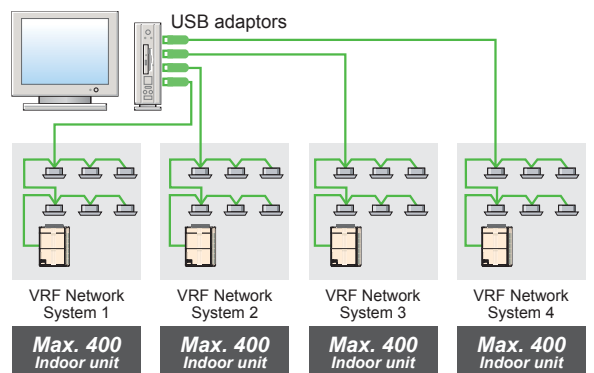 USB adaptors
VRF Network
System 1
VRF Network
System 2
VRF Network
System 3
VRF Network
System 4
Max. 400
Indoor unit
Max. 400
Indoor unit
Max. 400
Indoor unit
Max. 400
Indoor unit